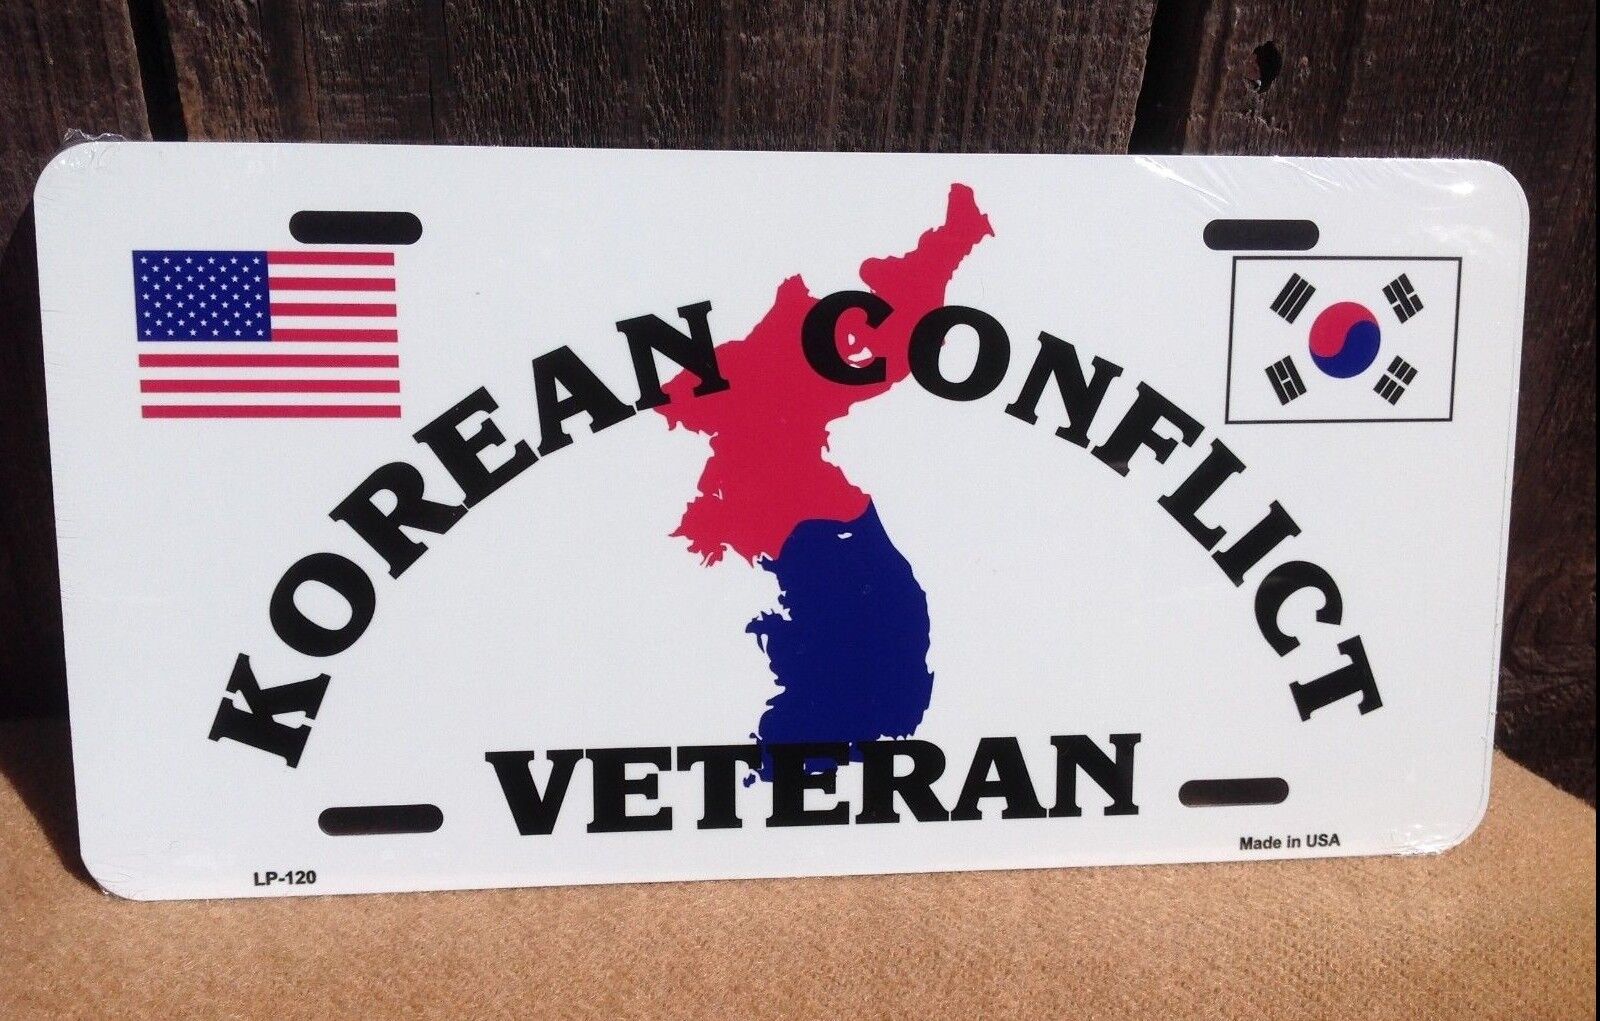 KOREAN CONFLICT
VETERAN
LP-120
Made in USA